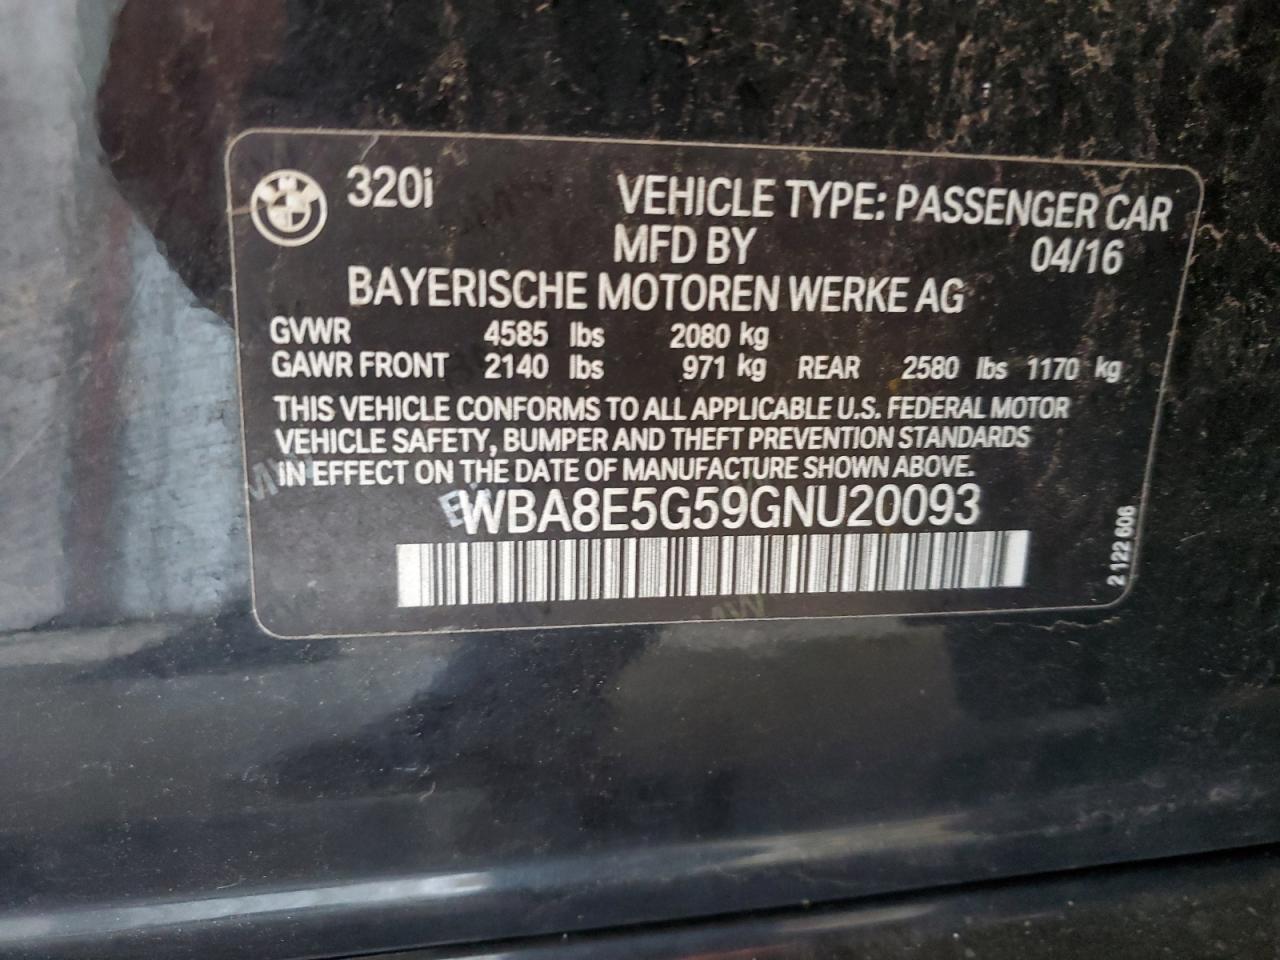 320i VEHICLE TYPE: PASSENGER CAR
MFD BY 04/16
BAYERISCHE MOTOREN WERKE AG
GVWR 4585 lbs 2080 kg
GAWR FRONT 2140 lbs 971 kg REAR 2580 lbs 1170 kg
THIS VEHICLE CONFORMS TO ALL APPLICABLE U.S. FEDERAL MOTOR
VEHICLE SAFETY, BUMPER AND THEFT PREVENTION STANDARDS
IN EFFECT ON THE DATE OF MANUFACTURE SHOWN ABOVE.
WBA8E5G59GNU20093
2 122 606